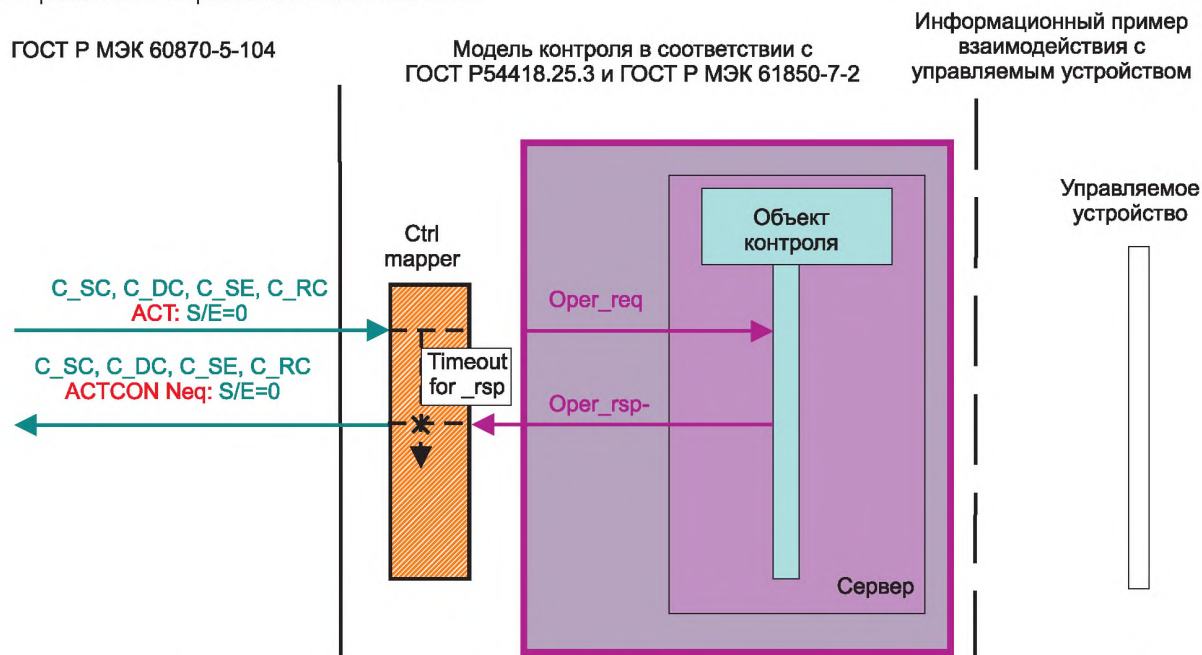 ГОСТ Р МЭК 60870-5-104
Модель контроля в соответствии с
ГОСТ Р54418.25.3 и ГОСТ Р МЭК 61850-7-2
Информационный пример
взаимодействия с
управляемым устройством
Управляемое
устройство
Объект
контроля
Ctrl
mapper
C_SC, C_DC, C_SE, C_RC
ACT: S/E=0
Oper_req
Timeout
for _rsp
C_SC, C_DC, C_SE, C_RC
ACTCON Neq: S/E=0
Oper_rsp-
Сервер